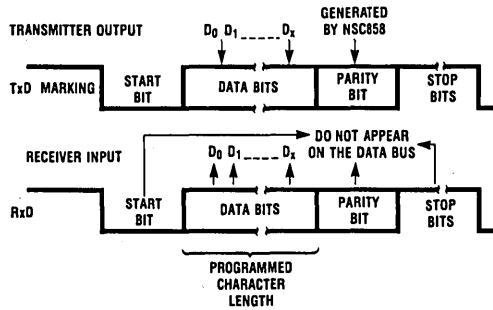 TRANSMITTER OUTPUT
D0 D1 ---- Dx
GENERATED
BY NSC858
TxD MARKING
START
BIT
DATA BITS
PARITY
BIT
STOP
BITS
RECEIVER INPUT
D0 D1 ---- Dx
DO NOT APPEAR
ON THE DATA BUS
RxD
START
BIT
DATA BITS
PARITY
BIT
STOP
BITS
PROGRAMMED
CHARACTER
LENGTH